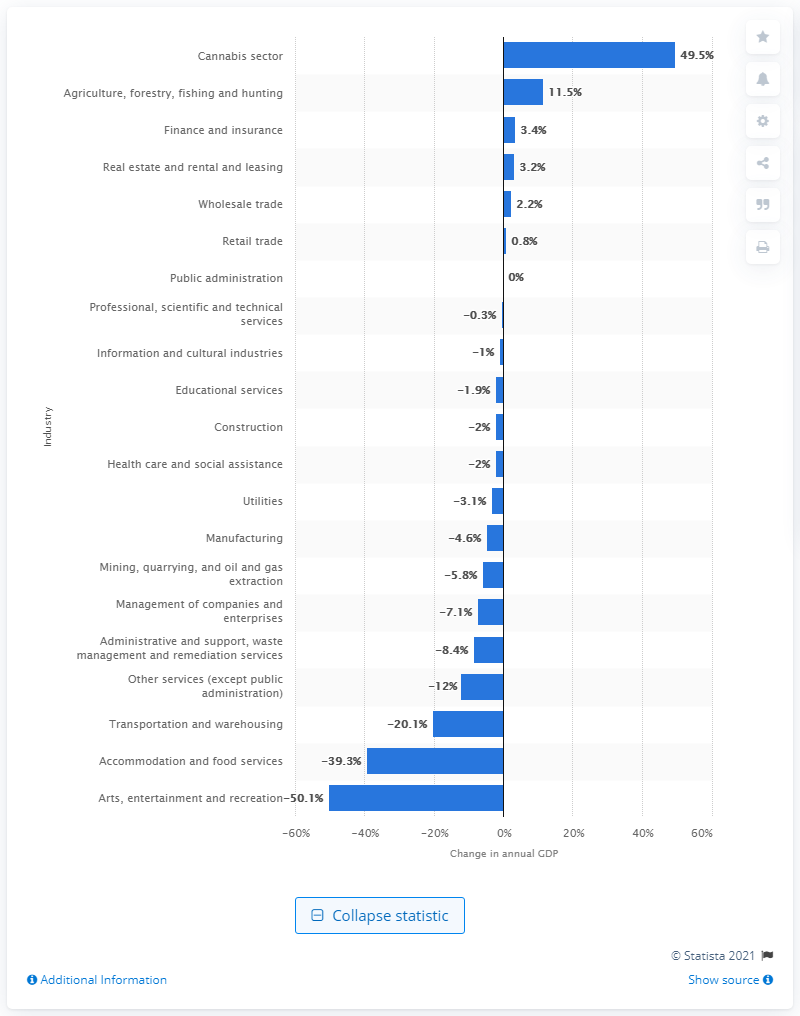 Cannabis sector 49.5%
Agriculture, forestry, fishing and hunting 11.5%
Finance and insurance 3.4%
Real estate and rental and leasing 3.2%
Wholesale trade 2.2%
Retail trade 0.8%
Public administration 0%
Professional, scientific and technical
services -0.3%
Information and cultural industries -1%
Educational services -1.9%
Construction -2%
Health care and social assistance -2%
Utilities -3.1%
Manufacturing -4.6%
Mining, quarrying, and oil and gas
extraction -5.8%
Management of companies and
enterprises -7.1%
Administrative and support, waste
management and remediation services -8.4%
Other services (except public
administration) -12%
Transportation and warehousing -20.1%
Accommodation and food services -39.3%
Arts, entertainment and recreation -50.1%
Industry
-60% -40% -20% 0% 20% 40% 60%
Change in annual GDP
Collapse statistic
© Statista 2021
Additional Information Show source